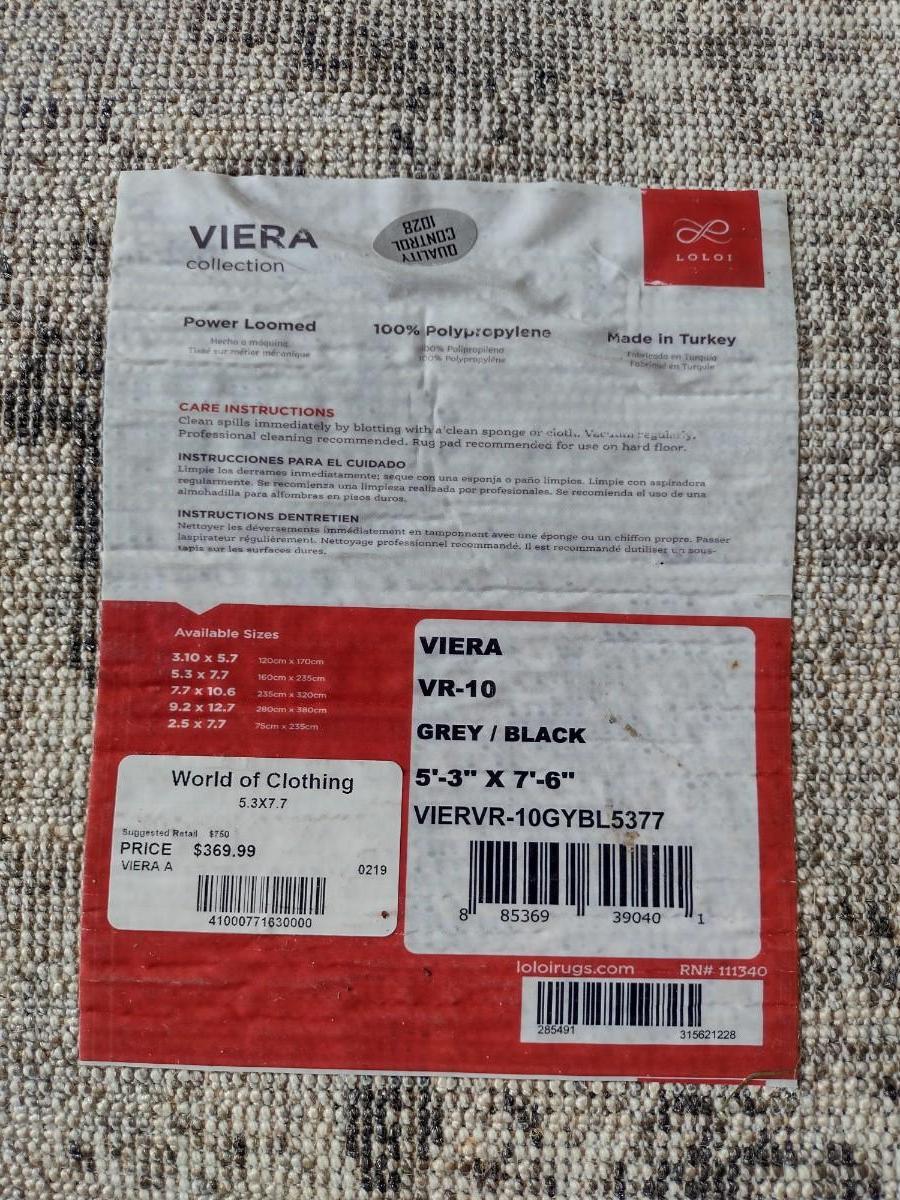 VIERA
collection
QUALITY
CONTROL
1028
LOLOI
Power Loomed
Hecho a máquina
Tissé sur métier mécanique
100% Polypropylene
100% Polipropileno
100% Polypropylène
Made in Turkey
Fabricado en Turquía
Fabriqué en Turquie
CARE INSTRUCTIONS
Clean spills immediately by blotting with a clean sponge or cloth. Vacuum regularly.
Professional cleaning recommended. Rug pad recommended for use on hard floor.
INSTRUCCIONES PARA EL CUIDADO
Limpie los derrames inmediatamente; seque con una esponja o paño limpios. Limpie con aspiradora
regularmente. Se recomienza una limpieza realizada por profesionales. Se recomienda el uso de una
almohadilla para alfombras en pisos duros.
INSTRUCTIONS DENTRETIEN
Nettoyer les déversements immédiatement en tamponnant avec une éponge ou un chiffon propre. Passer
laspirateur régulièrement. Nettoyage professionnel recommandé. Il est recommandé dutiliser un sous-
tapis sur les surfaces dures.
Available Sizes
3.10 x 5.7 120cm x 170cm
5.3 x 7.7 160cm x 235cm
7.7 x 10.6 235cm x 320cm
9.2 x 12.7 280cm x 380cm
2.5 x 7.7 75cm x 235cm
VIERA
VR-10
GREY / BLACK
5'-3" X 7'-6"
VIERVR-10GYBL5377
8 85369 39040 1
World of Clothing
5.3X7.7
Suggested Retail $750
PRICE $369.99
VIERA A 0219
41000771630000
loloirugs.com RN# 111340
285491 315621228